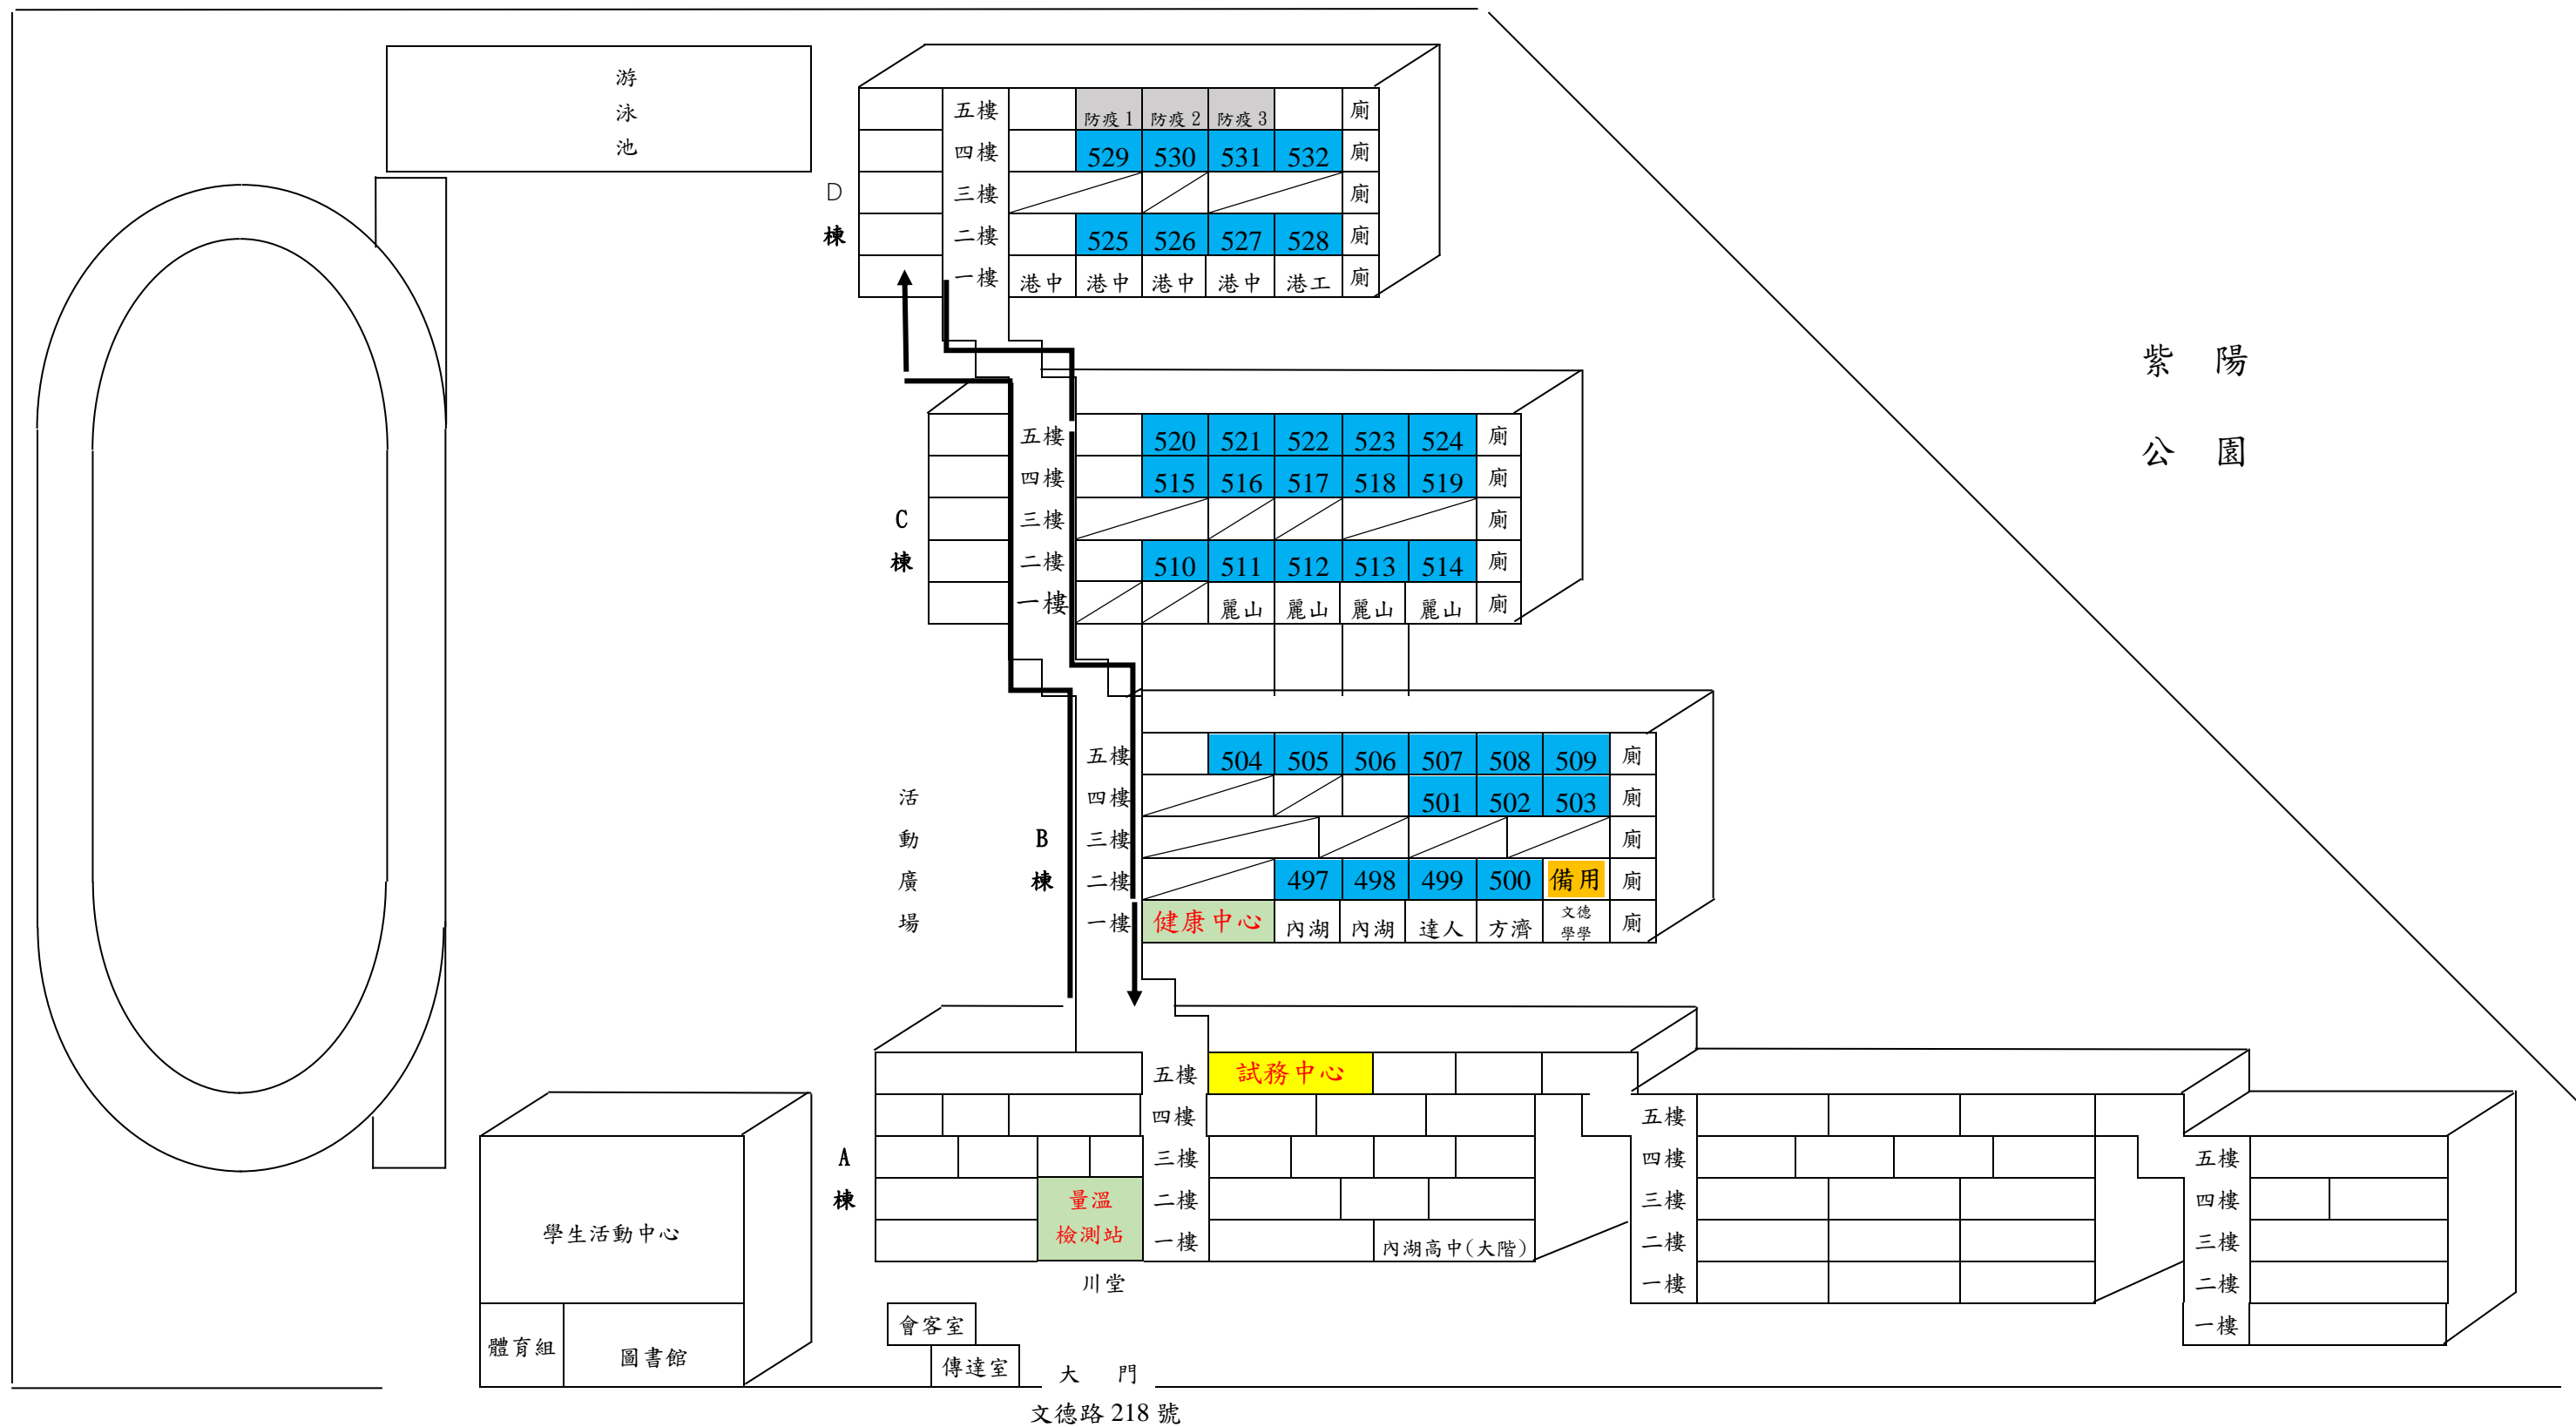 游
泳
池
五樓 防疫1 防疫2 防疫3 廁
四樓 529 530 531 532 廁
D
棟
三樓 廁
二樓 525 526 527 528 廁
一樓 港中 港中 港中 港中 港工 廁
紫 陽
公 園
五樓 520 521 522 523 524 廁
四樓 515 516 517 518 519 廁
C
棟
三樓 廁
二樓 510 511 512 513 514 廁
一樓 麗山 麗山 麗山 麗山 廁
活
動
廣
場
B
棟
五樓 504 505 506 507 508 509 廁
四樓 501 502 503 廁
三樓 廁
二樓 497 498 499 500 備用 廁
一樓 健康中心 內湖 內湖 達人 方濟 文德 廁
學學
A
棟
五樓 試務中心
四樓
三樓
量溫 二樓
檢測站 一樓 內湖高中(大階)
川堂
五樓
四樓
三樓
二樓
一樓
五樓
四樓
三樓
二樓
一樓
學生活動中心
體育組 圖書館
會客室
傳達室
大 門
文德路 218 號